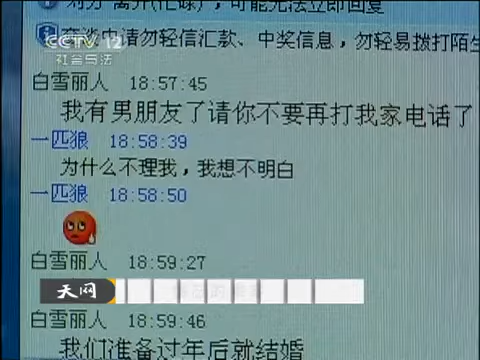 对方 离开(忙碌)，可能无法立即回复
交谈中请勿轻信汇款、中奖信息，勿轻易拨打陌生
CCTV 12
社会与法
白雪丽人 18:57:45
我有男朋友了请你不要再打我家电话了
一匹狼 18:58:39
为什么不理我，我想不明白
一匹狼 18:58:50
白雪丽人 18:59:27
天网
白雪丽人 18:59:46
我们准备过年后就结婚